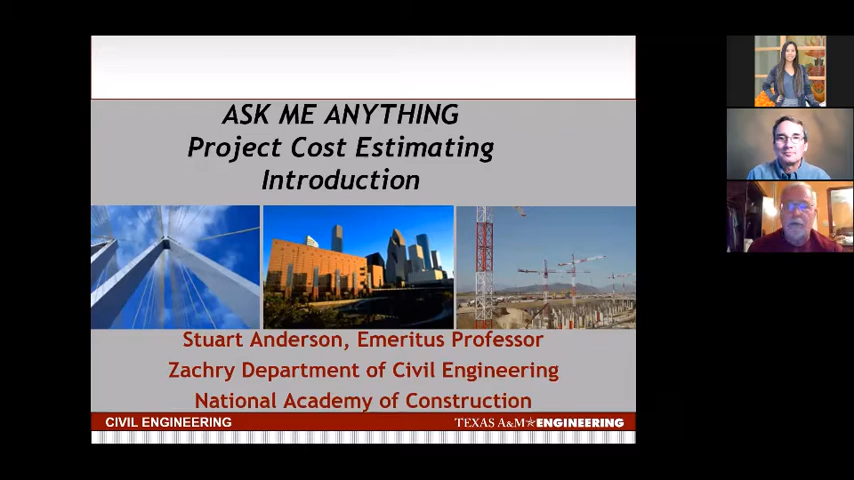 ASK ME ANYTHING
Project Cost Estimating
Introduction
Stuart Anderson, Emeritus Professor
Zachry Department of Civil Engineering
National Academy of Construction
CIVIL ENGINEERING
TEXAS A&M ENGINEERING